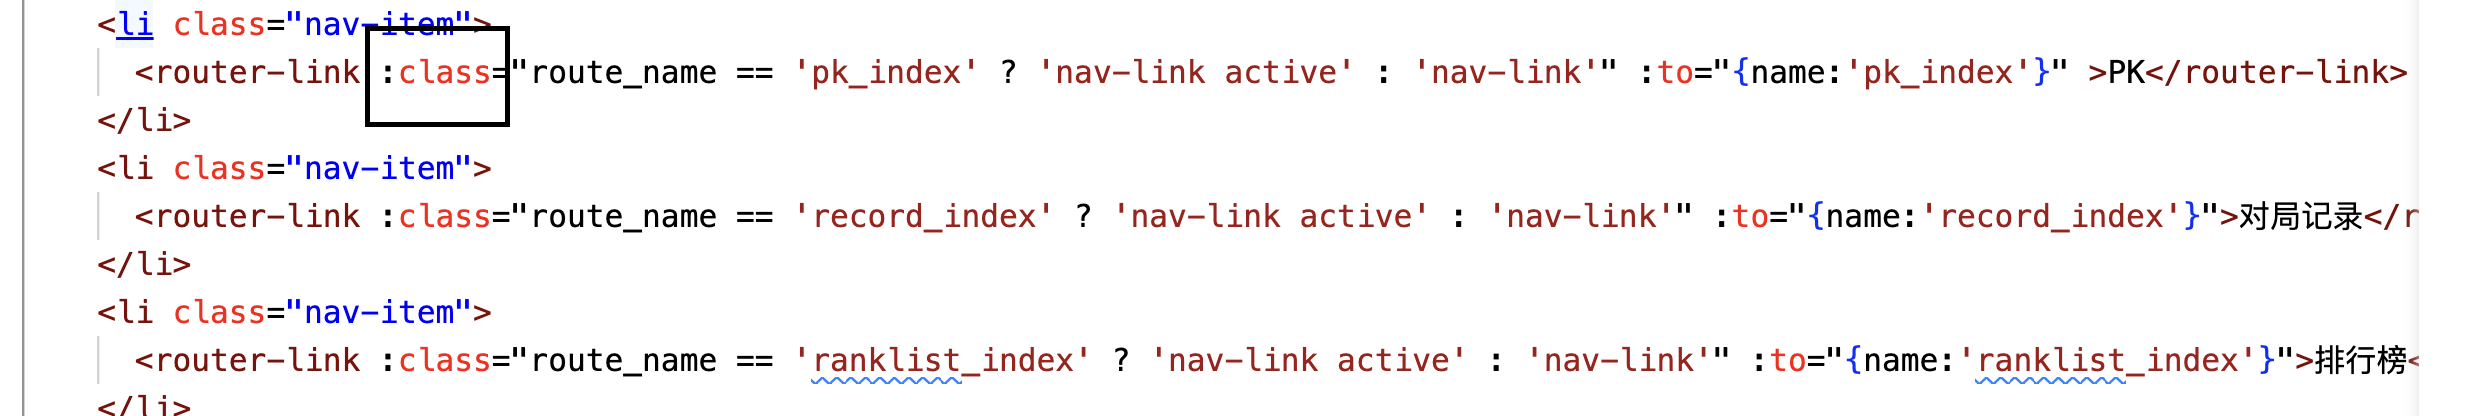 <li class="nav-item">
<router-link :class="route_name == 'pk_index' ? 'nav-link active' : 'nav-link'" :to="{name:'pk_index'}" >PK</router-link>
</li>
<li class="nav-item">
<router-link :class="route_name == 'record_index' ? 'nav-link active' : 'nav-link'" :to="{name:'record_index'}">对局记录</r
</li>
<li class="nav-item">
<router-link :class="route_name == 'ranklist_index' ? 'nav-link active' : 'nav-link'" :to="{name:'ranklist_index'}">排行榜<
</li>